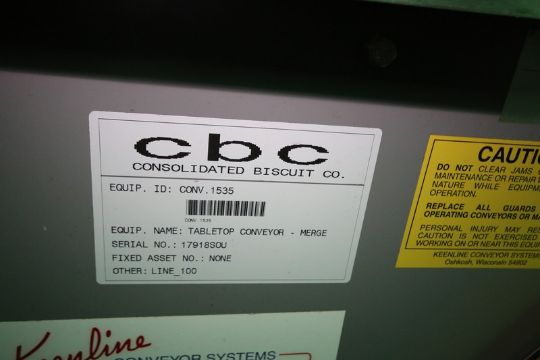 cbc
CONSOLIDATED BISCUIT CO.
EQUIP. ID: CONV.1535
CONV.1535
EQUIP. NAME: TABLETOP CONVEYOR - MERGE
SERIAL NO.: 17918SOU
FIXED ASSET NO.: NONE
OTHER: LINE_100
CAUTI
DO NOT CLEAR JAMS
MAINTENANCE OR REPAIR
NATURE WHILE EQUIPM
OPERATION.
REPLACE ALL GUARDS
OPERATING CONVEYORS OR MA
PERSONAL INJURY MAY RES
CAUTION IS NOT EXERCISED
WORKING ON OR NEAR THIS EQUIP
KEENLINE CONVEYOR SYSTEMS
Oshkosh, Wisconsin 54902
Keenline
CONVEYOR SYSTEMS